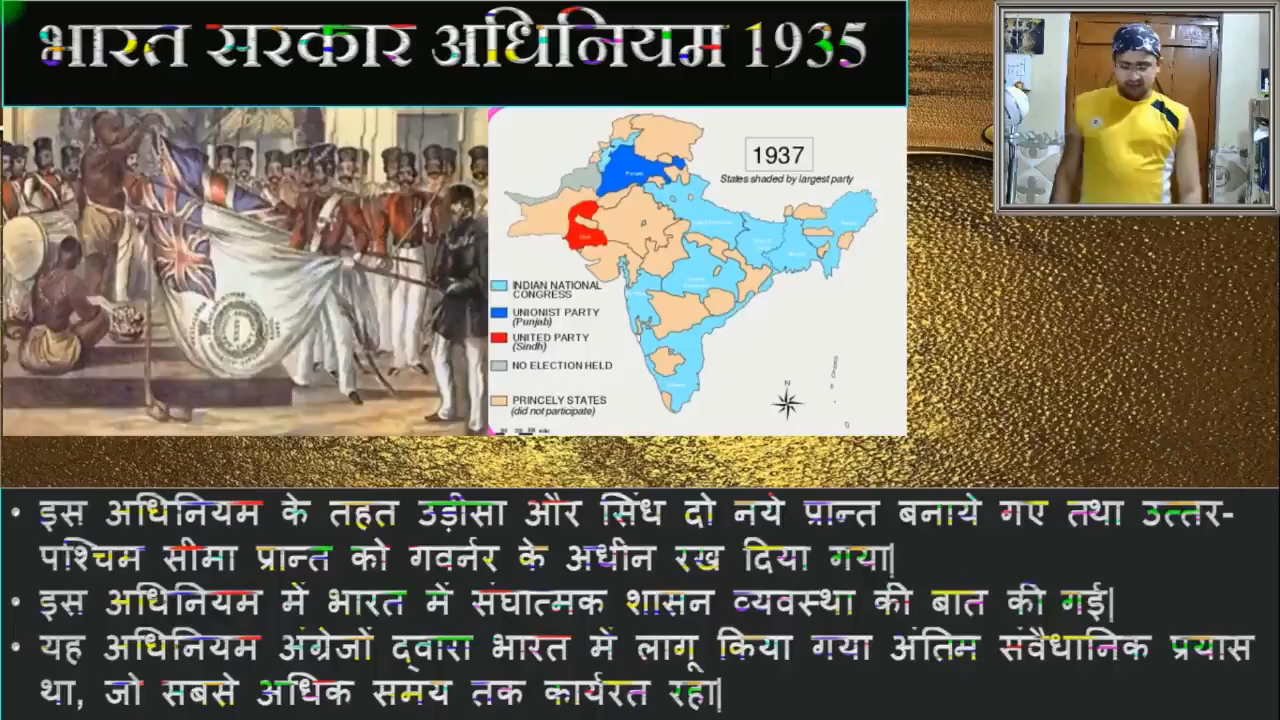 भारत सरकार अधिनियम 1935
1937
States shaded by largest party
Punjab
Sind
INDIAN NATIONAL
CONGRESS
UNIONIST PARTY
(Punjab)
UNITED PARTY
(Sindh)
NO ELECTION HELD
PRINCELY STATES
(did not participate)
N
• इस अधिनियम के तहत उड़ीसा और सिंध दो नये प्रान्त बनाये गए तथा उत्तर-
पश्चिम सीमा प्रान्त को गवर्नर के अधीन रख दिया गया|
• इस अधिनियम में भारत में संघात्मक शासन व्यवस्था की बात की गई|
• यह अधिनियम अंग्रेजों द्वारा भारत में लागू किया गया अंतिम संवैधानिक प्रयास
था, जो सबसे अधिक समय तक कार्यरत रहा|